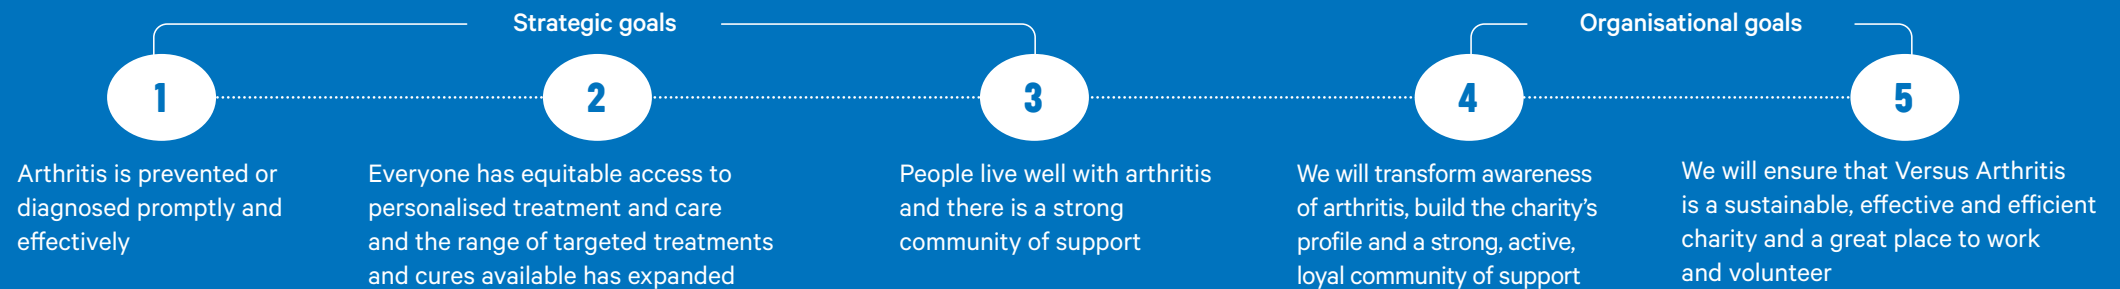 Strategic goals
Organisational goals
1
2
3
4
5
Arthritis is prevented or
diagnosed promptly and
effectively
Everyone has equitable access to
personalised treatment and care
and the range of targeted treatments
and cures available has expanded
People live well with arthritis
and there is a strong
community of support
We will transform awareness
of arthritis, build the charity’s
profile and a strong, active,
loyal community of support
We will ensure that Versus Arthritis
is a sustainable, effective and efficient
charity and a great place to work
and volunteer